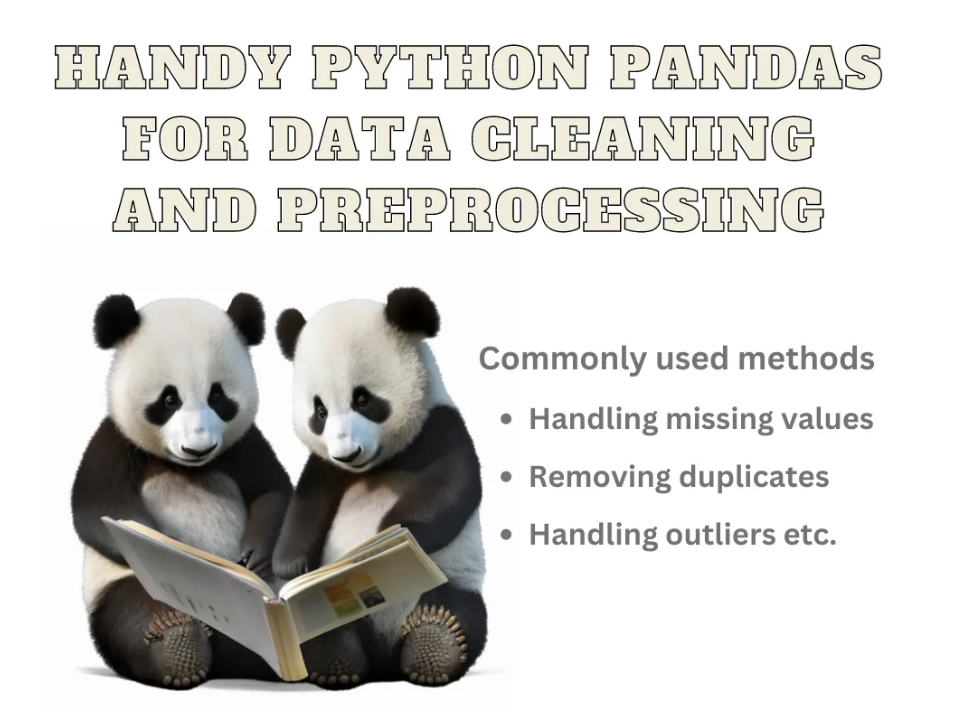 HANDY PYTHON PANDAS
FOR DATA CLEANING
AND PREPROCESSING
Commonly used methods
• Handling missing values
• Removing duplicates
• Handling outliers etc.